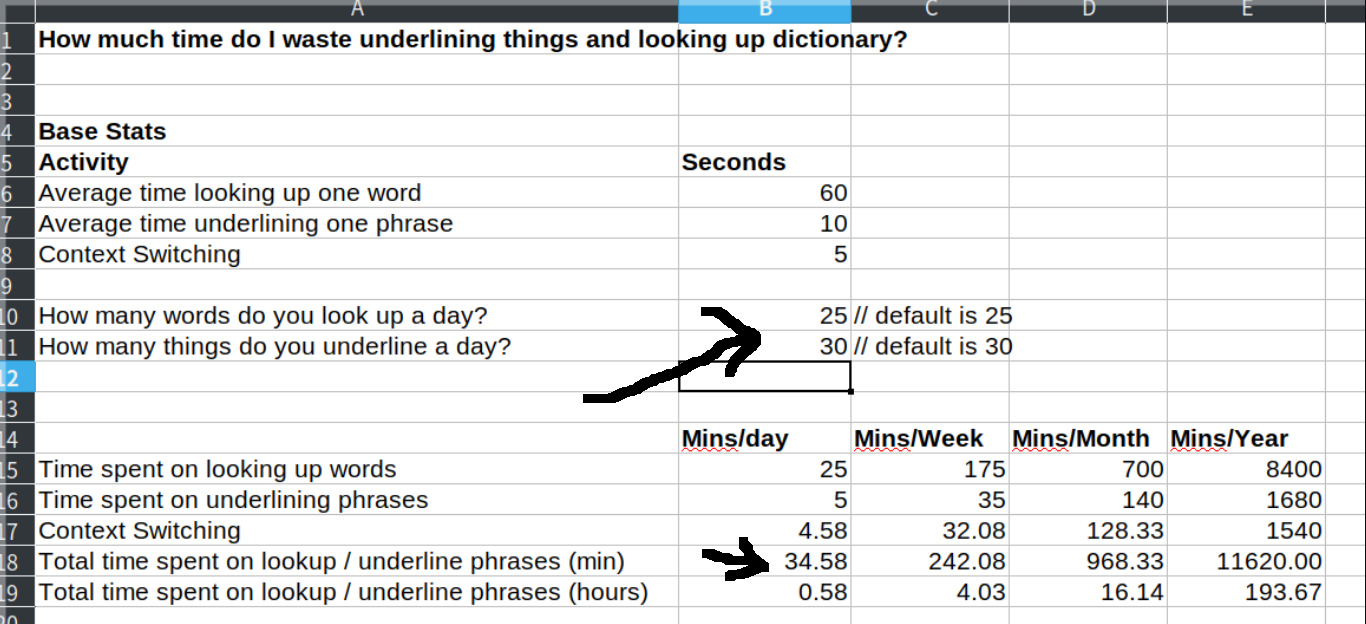 A B C D E
1 How much time do I waste underlining things and looking up dictionary?
2
3
4 Base Stats
5 Activity Seconds
6 Average time looking up one word 60
7 Average time underlining one phrase 10
8 Context Switching 5
9
10 How many words do you look up a day? 25 // default is 25
11 How many things do you underline a day? 30 // default is 30
12
13
14 Mins/day Mins/Week Mins/Month Mins/Year
15 Time spent on looking up words 25 175 700 8400
16 Time spent on underlining phrases 5 35 140 1680
17 Context Switching 4.58 32.08 128.33 1540
18 Total time spent on lookup / underline phrases (min) 34.58 242.08 968.33 11620.00
19 Total time spent on lookup / underline phrases (hours) 0.58 4.03 16.14 193.67
20